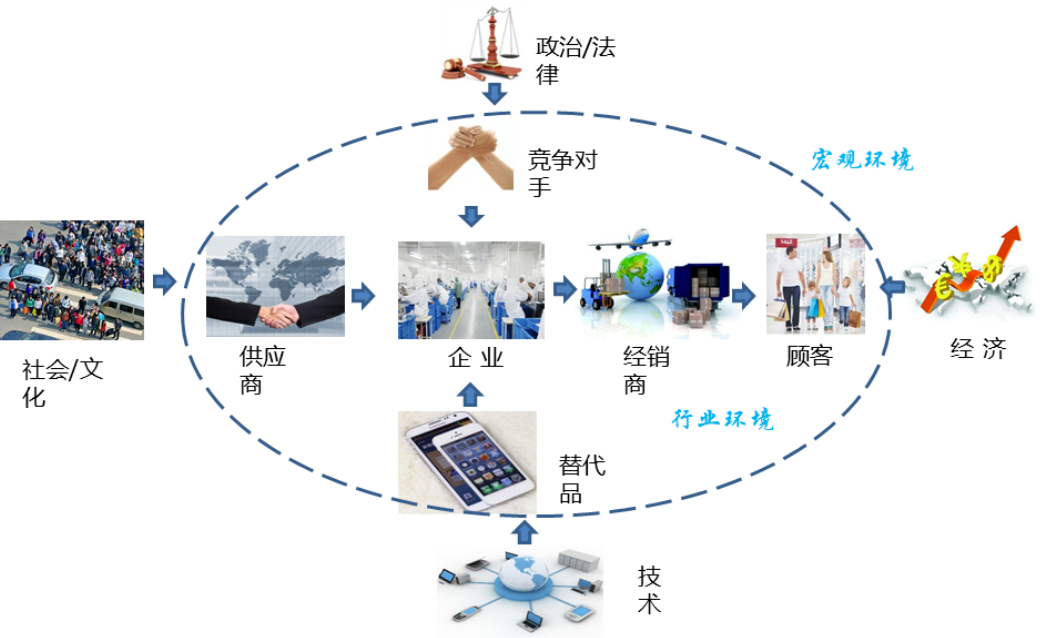 政治/法
律
竞争对
手
宏观环境
社会/文
化
供应
商
企 业
经销
商
SALE
顾客
经 济
行业环境
替代
品
技
术